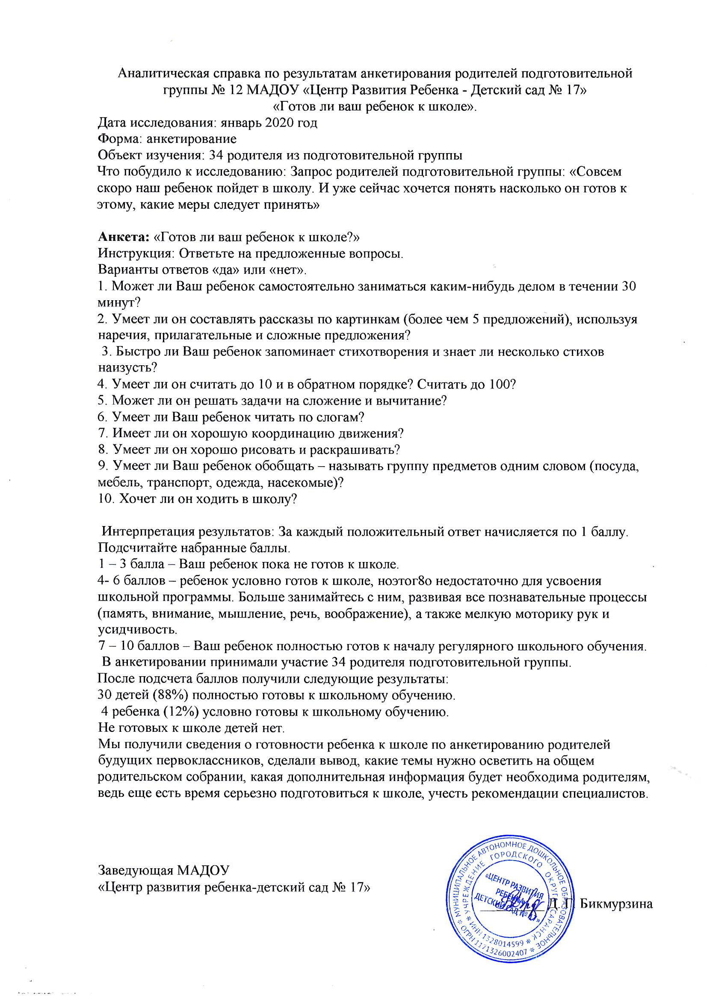 Аналитическая справка по результатам анкетирования родителей подготовительной
группы № 12 МАДОУ «Центр Развития Ребенка - Детский сад № 17»
«Готов ли ваш ребенок к школе».
Дата исследования: январь 2020 год
Форма: анкетирование
Объект изучения: 34 родителя из подготовительной группы
Что побудило к исследованию: Запрос родителей подготовительной группы: «Совсем
скоро наш ребенок пойдет в школу. И уже сейчас хочется понять насколько он готов к
этому, какие меры следует принять»
Анкета: «Готов ли ваш ребенок к школе?»
Инструкция: Ответьте на предложенные вопросы.
Варианты ответов «да» или «нет».
1. Может ли Ваш ребенок самостоятельно заниматься каким-нибудь делом в течении 30
минут?
2. Умеет ли он составлять рассказы по картинкам (более чем 5 предложений), используя
наречия, прилагательные и сложные предложения?
3. Быстро ли Ваш ребенок запоминает стихотворения и знает ли несколько стихов
наизусть?
4. Умеет ли он считать до 10 и в обратном порядке? Считать до 100?
5. Может ли он решать задачи на сложение и вычитание?
6. Умеет ли Ваш ребенок читать по слогам?
7. Имеет ли он хорошую координацию движения?
8. Умеет ли он хорошо рисовать и раскрашивать?
9. Умеет ли Ваш ребенок обобщать – называть группу предметов одним словом (посуда,
мебель, транспорт, одежда, насекомые)?
10. Хочет ли он ходить в школу?
Интерпретация результатов: За каждый положительный ответ начисляется по 1 баллу.
Подсчитайте набранные баллы.
1 – 3 балла – Ваш ребенок пока не готов к школе.
4- 6 баллов – ребенок условно готов к школе, ноэтог8о недостаточно для усвоения
школьной программы. Больше занимайтесь с ним, развивая все познавательные процессы
(память, внимание, мышление, речь, воображение), а также мелкую моторику рук и
усидчивость.
7 – 10 баллов – Ваш ребенок полностью готов к началу регулярного школьного обучения.
В анкетировании принимали участие 34 родителя подготовительной группы.
После подсчета баллов получили следующие результаты:
30 детей (88%) полностью готовы к школьному обучению.
4 ребенка (12%) условно готовы к школьному обучению.
Не готовых к школе детей нет.
Мы получили сведения о готовности ребенка к школе по анкетированию родителей
будущих первоклассников, сделали вывод, какие темы нужно осветить на общем
родительском собрании, какая дополнительная информация будет необходима родителям,
ведь еще есть время серьезно подготовиться к школе, учесть рекомендации специалистов.
Заведующая МАДОУ
«Центр развития ребенка-детский сад № 17»
Д. Г. Бикмурзина
МУНИЦИПАЛЬНОЕ АВТОНОМНОЕ ДОШКОЛЬНОЕ ОБРАЗОВАТЕЛЬНОЕ * ОГРН 1171326002407 *
УЧРЕЖДЕНИЕ ГОРОДСКОГО ОКРУГА САРАНСК * ИНН 1328014599 *
«ЦЕНТР РАЗВИТИЯ
РЕБЕНКА
ДЕТСКИЙ САД №